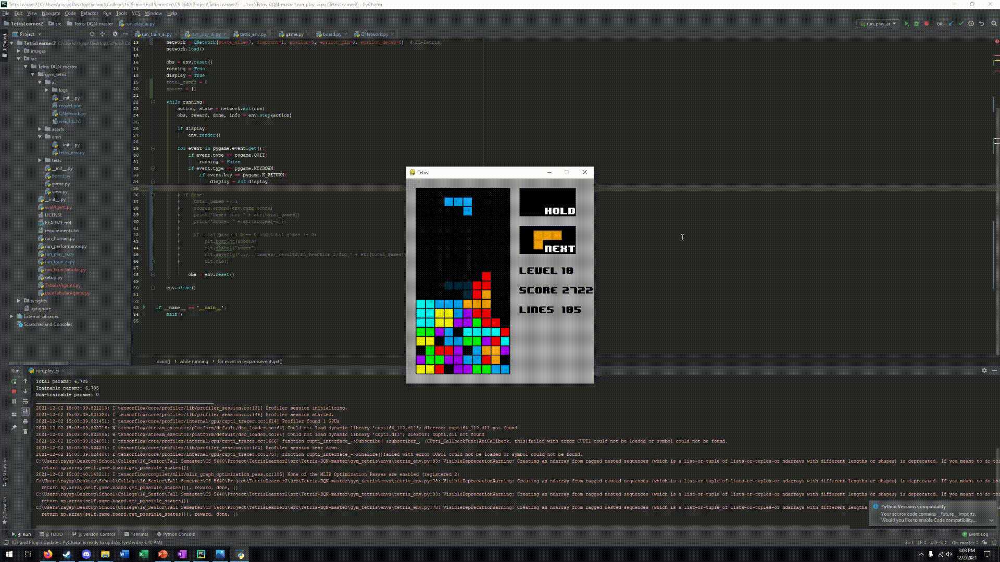 TetrisLearner2 [C:\Users\raysp\Desktop\School\College\16_Senior\Fall Semester\CS 5640\Project\TetrisLearner2] - ...\src\Tetris-DQN-master\run_play_ai.py [TetrisLearner2] - PyCharm
File Edit View Navigate Code Refactor Run Tools VCS Window Help
TetrisLearner2 src Tetris-DQN-master run_play_ai.py
run_play_ai
Git:
Project
run_train_ai.py run_play_ai.py tetris_env.py game.py board.py QNetwork.py
1: Project
TetrisLearner2 C:\Users\raysp\Desktop\School\Co
images
src
Tetris-DQN-master
gym_tetris
ai
logs
__init__.py
model.png
QNetwork.py
weights.h5
assets
envs
__init__.py
tetris_env.py
tests
__init__.py
board.py
game.py
view.py
__init__.py
evalAgent.py
LICENSE
README.md
requirements.txt
run_human.py
run_performance.py
run_play_ai.py
run_train_ai.py
run_train_tabular.py
setup.py
TabularAgents.py
trainTabularAgents.py
weights
.gitignore
External Libraries
Scratches and Consoles
13 network = QNetwork(state_size=7, discount=1, epsilon=0, epsilon_min=0, epsilon_decay=0) # EL-Tetris
14 network.load()
15
16 obs = env.reset()
17 running = True
18 display = True
19 total_games = 0
20 scores = []
21
22 while running:
23 action, state = network.act(obs)
24 obs, reward, done, info = env.step(action)
25
26 if display:
27 env.render()
28
29 for event in pygame.event.get():
30 if event.type == pygame.QUIT:
31 running = False
32 if event.type == pygame.KEYDOWN:
33 if event.key == pygame.K_RETURN:
34 display = not display
35
36 # if done:
37 # total_games += 1
38 # scores.append(env.game.score)
39 # print("Games run: " + str(total_games))
40 # print("Score: " + str(scores[-1]));
41 #
42 # if total_games % 5 == 0 and total_games != 0:
43 # plt.boxplot(scores)
44 # plt.ylabel("score")
45 # plt.savefig('../../images/_results/EL_Reaction_2/fig_' + str(total_games)
46 # plt.cla()
47
48 obs = env.reset()
49
50 env.close()
51
52
53 if __name__ == '__main__':
54 main()
55
main() › while running › for event in pygame.event.get()
Tetris
HOLD
NEXT
LEVEL 18
SCORE 2722
LINES 185
Run: run_play_ai
Total params: 6,785
Trainable params: 6,785
Non-trainable params: 0
2021-12-02 15:03:39.821213: I tensorflow/core/profiler/lib/profiler_session.cc:131] Profiler session initializing.
2021-12-02 15:03:39.821328: I tensorflow/core/profiler/lib/profiler_session.cc:146] Profiler session started.
2021-12-02 15:03:39.821451: I tensorflow/core/profiler/internal/gpu/cupti_tracer.cc:1614] Profiler found 1 GPUs
2021-12-02 15:03:39.822716: W tensorflow/stream_executor/platform/default/dso_loader.cc:64] Could not load dynamic library 'cupti64_112.dll'; dlerror: cupti64_112.dll not found
2021-12-02 15:03:39.823885: W tensorflow/stream_executor/platform/default/dso_loader.cc:64] Could not load dynamic library 'cupti.dll'; dlerror: cupti.dll not found
2021-12-02 15:03:39.824051: E tensorflow/core/profiler/internal/gpu/cupti_tracer.cc:1666] function cupti_interface_->Subscribe( &subscriber_, (CUpti_CallbackFunc)ApiCallback, this)failed with error CUPTI could not be loaded or symbol could not be found.
2021-12-02 15:03:39.824291: I tensorflow/core/profiler/lib/profiler_session.cc:164] Profiler session tear down.
2021-12-02 15:03:39.824404: E tensorflow/core/profiler/internal/gpu/cupti_tracer.cc:1757] function cupti_interface_->Finalize()failed with error CUPTI could not be loaded or symbol could not be found.
C:\Users\raysp\Desktop\School\College\16_Senior\Fall Semester\CS 5640\Project\TetrisLearner2\src\Tetris-DQN-master\gym_tetris\envs\tetris_env.py:83: VisibleDeprecationWarning: Creating an ndarray from ragged nested sequences (which is a list-or-tuple of lists-or-tuples-or ndarrays with different lengths or shapes) is deprecated. If you meant to do thi
return np.array(self.game.board.get_possible_states())
2021-12-02 15:03:40.143211: I tensorflow/compiler/mlir/mlir_graph_optimization_pass.cc:185] None of the MLIR Optimization Passes are enabled (registered 2)
C:\Users\raysp\Desktop\School\College\16_Senior\Fall Semester\CS 5640\Project\TetrisLearner2\src\Tetris-DQN-master\gym_tetris\envs\tetris_env.py:78: VisibleDeprecationWarning: Creating an ndarray from ragged nested sequences (which is a list-or-tuple of lists-or-tuples-or ndarrays with different lengths or shapes) is deprecated. If you meant to do thi
return np.array(self.game.board.get_possible_states()), reward, done, {}
C:\Users\raysp\Desktop\School\College\16_Senior\Fall Semester\CS 5640\Project\TetrisLearner2\src\Tetris-DQN-master\gym_tetris\envs\tetris_env.py:83: VisibleDeprecationWarning: Creating an ndarray from ragged nested sequences (which is a list-or-tuple of lists-or-tuples-or ndarrays with different lengths or shapes) is deprecated. If you meant to do thi
return np.array(self.game.board.get_possible_states())
C:\Users\raysp\Desktop\School\College\16_Senior\Fall Semester\CS 5640\Project\TetrisLearner2\src\Tetris-DQN-master\gym_tetris\envs\tetris_env.py:78: VisibleDeprecationWarning: Creating an ndarray from ragged nested sequences (which is a list-or-tuple of lists-or-tuples-or ndarrays with different lengths
return np.array(self.game.board.get_possible_states()), reward, done, {}
Python Versions Compatibility
Your source code contains __future__ imports.
Would you like to enable Code compatibility...
7: Structure
2: Favorites
4: Run 6: TODO 9: Version Control Terminal Python Console
Event Log
IDE and Plugin Updates: PyCharm is ready to update. (yesterday 3:40 PM)
35:1 LF UTF-8 Git: master
3:03 PM
12/2/2021